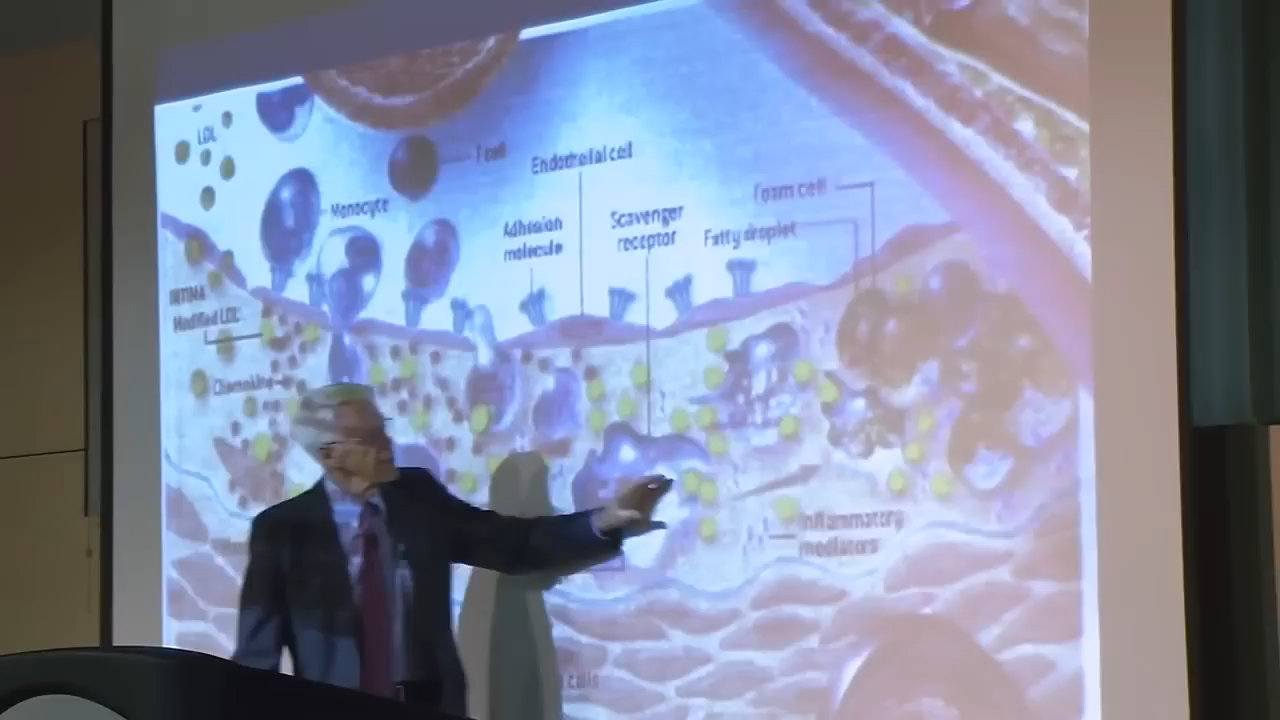 LDL
T cell
Endothelial cell
Monocyte
Adhesion
molecule
Scavenger
receptor
Foam cell
Fatty droplet
INTIMA
Modified LDL
Chemokine
Inflammatory
mediators
cells